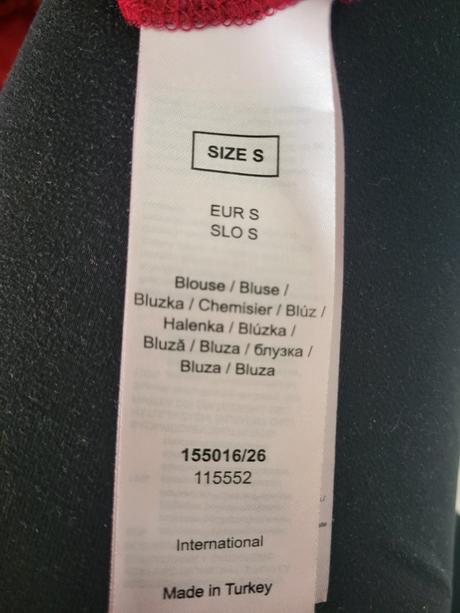 SIZE S
EUR S
SLO S
Blouse / Bluse /
Bluzka / Chemisier / Blúz /
Halenka / Blúzka /
Bluză / Bluza / блузка /
Bluza / Bluza
155016/26
115552
International
Made in Turkey